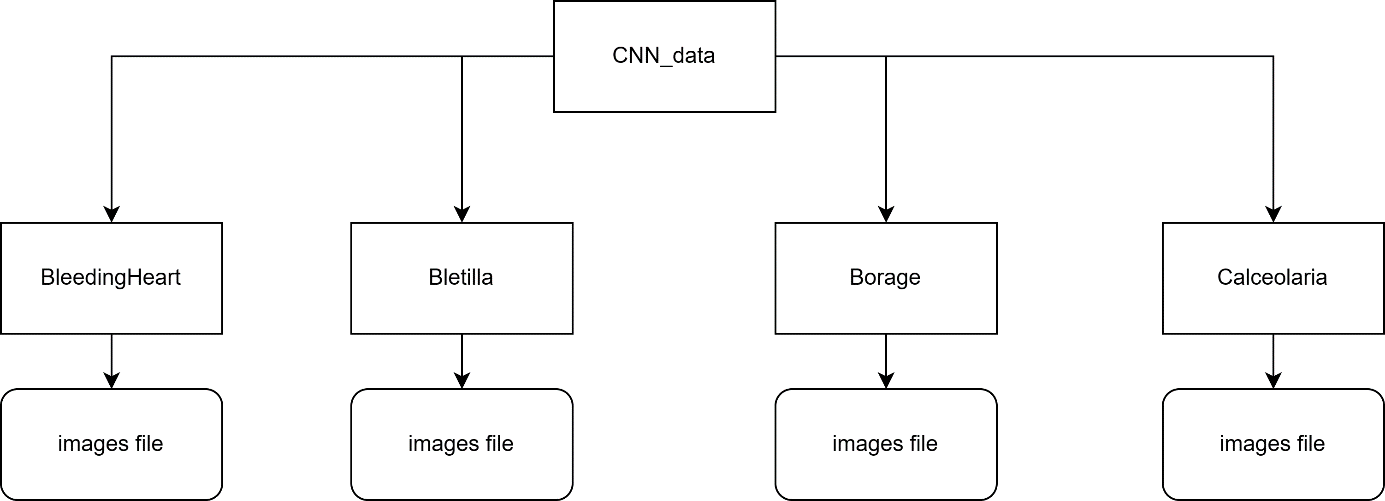 CNN_data
BleedingHeart
Bletilla
Borage
Calceolaria
images file
images file
images file
images file